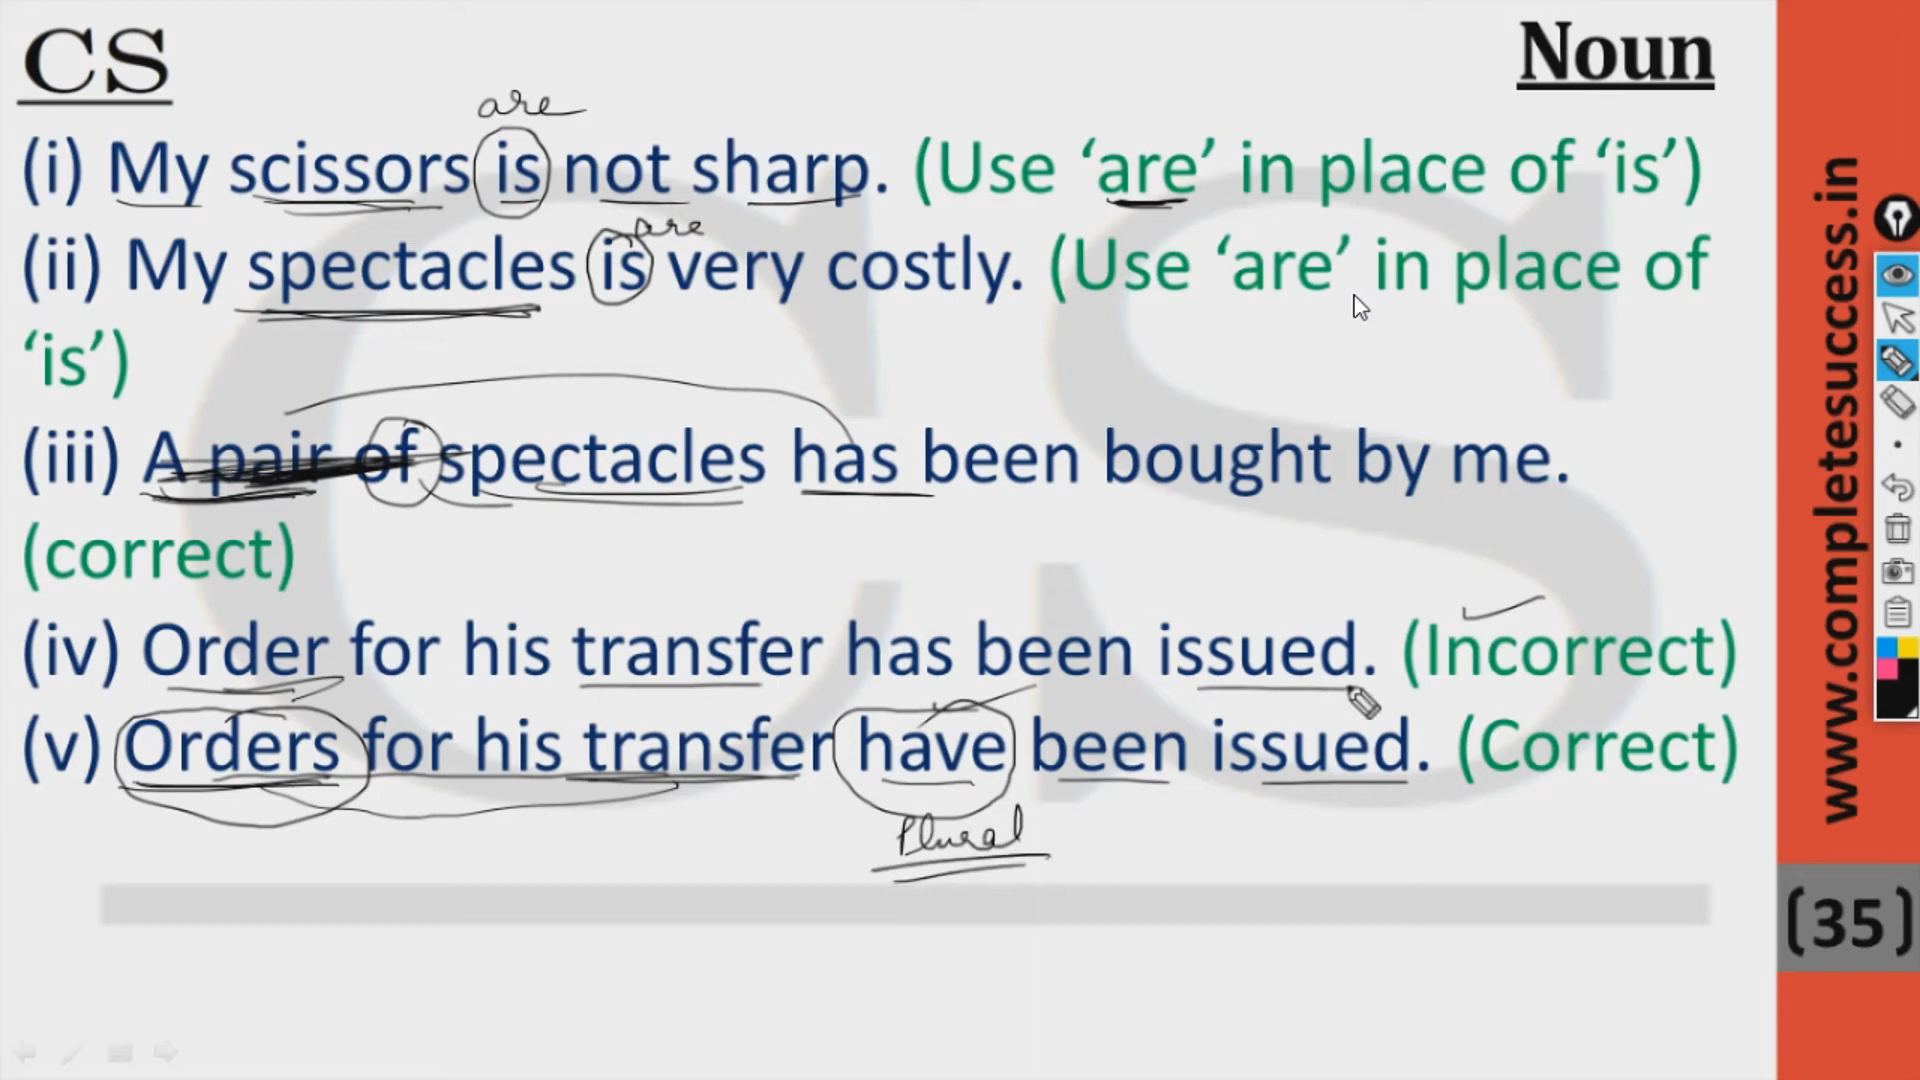 CS
Noun
are
(i) My scissors is not sharp. (Use ‘are’ in place of ‘is’)
are
(ii) My spectacles is very costly. (Use ‘are’ in place of
‘is’)
(iii) A pair of spectacles has been bought by me.
(correct)
(iv) Order for his transfer has been issued. (Incorrect)
(v) Orders for his transfer have been issued. (Correct)
Plural
www.completesuccess.in
(35)